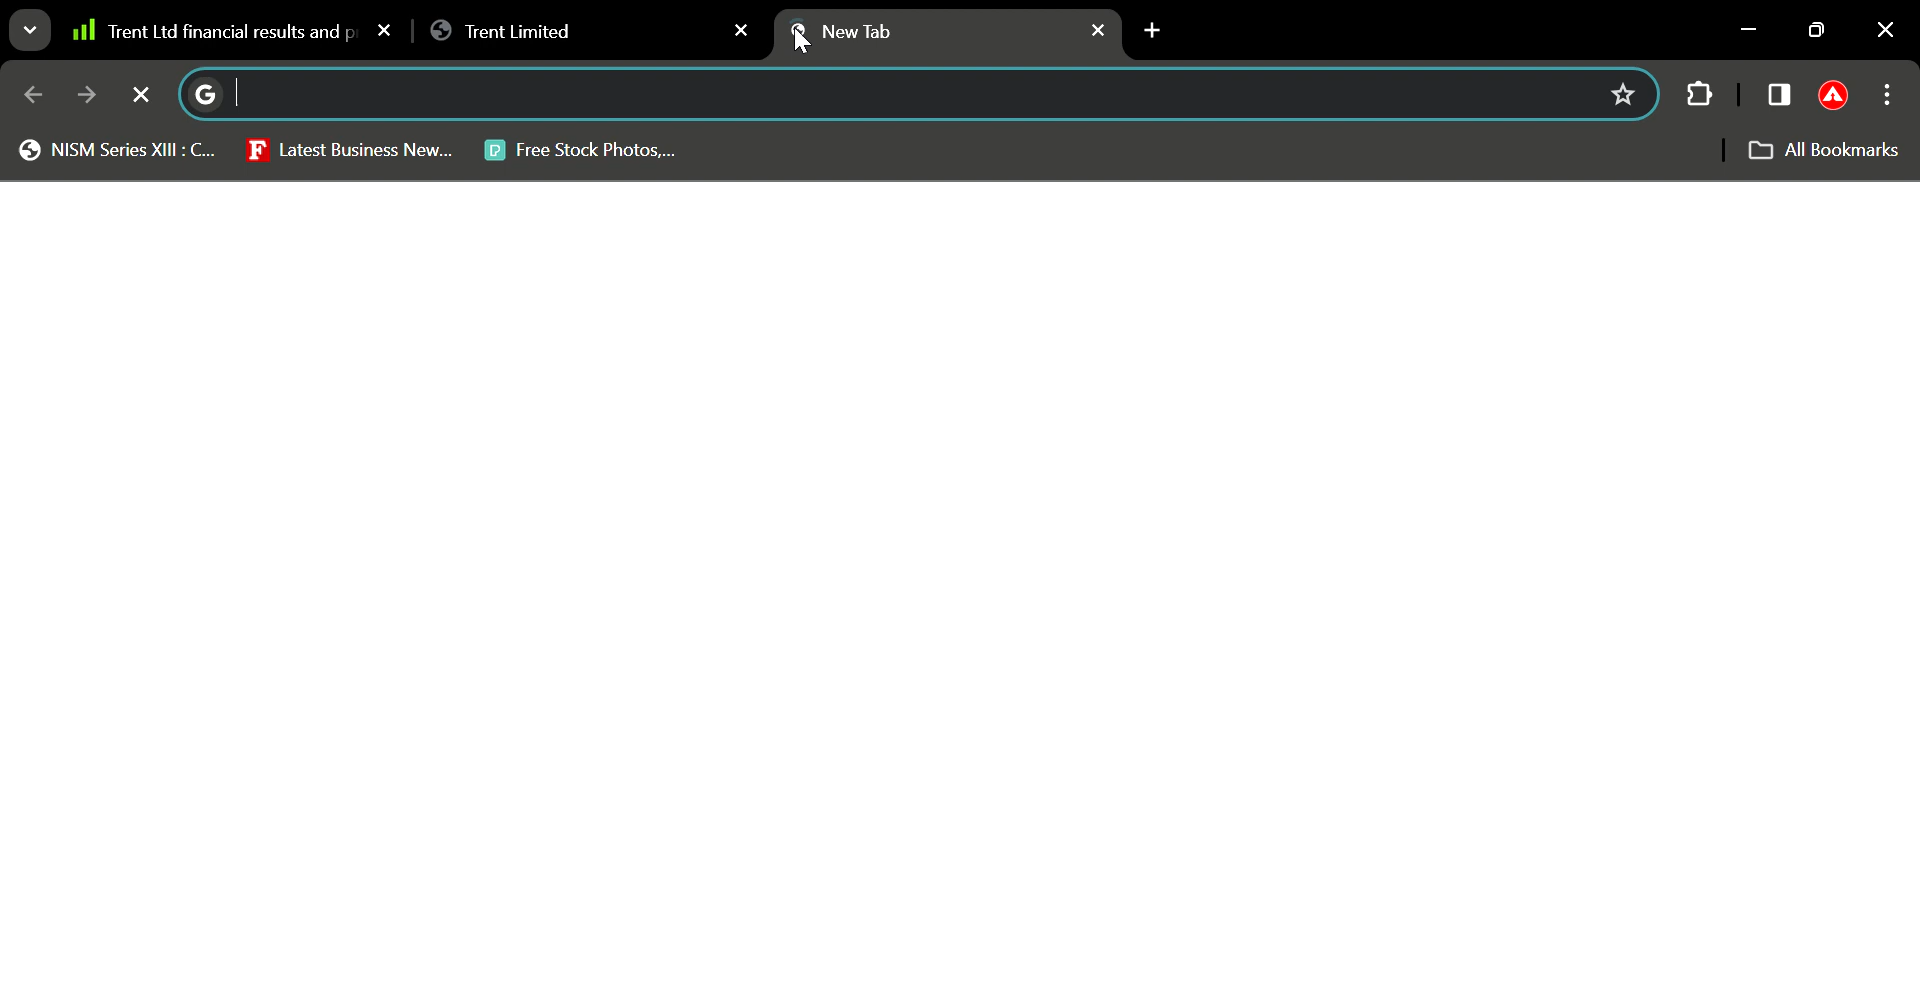 Trent Ltd financial results and p
Trent Limited
New Tab
G
NISM Series XIII : C...
F Latest Business New...
P Free Stock Photos,...
All Bookmarks